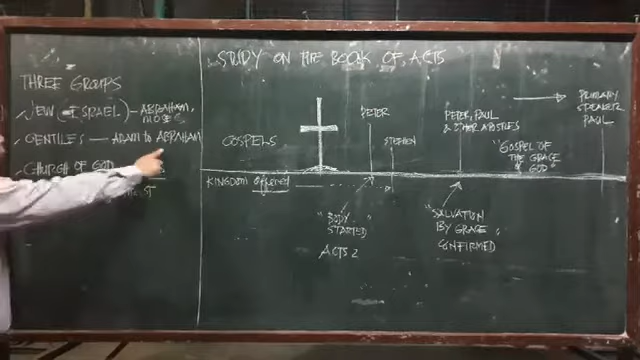 STUDY ON THE BOOK OF ACTS
THREE GROUPS
JEW (ISRAEL) - ABRAHAM,
MOSES
GENTILES - ADAM to ABRAHAM
CHURCH OF GOD
GOSPELS
KINGDOM offered
PETER
STEPHEN
PETER, PAUL
& OTHER APOSTLES
"GOSPEL OF
THE GRACE
OF GOD"
PRIMARY
SPEAKER
PAUL
"BODY"
STARTED
ACTS 2
"SALVATION
BY GRACE"
CONFIRMED